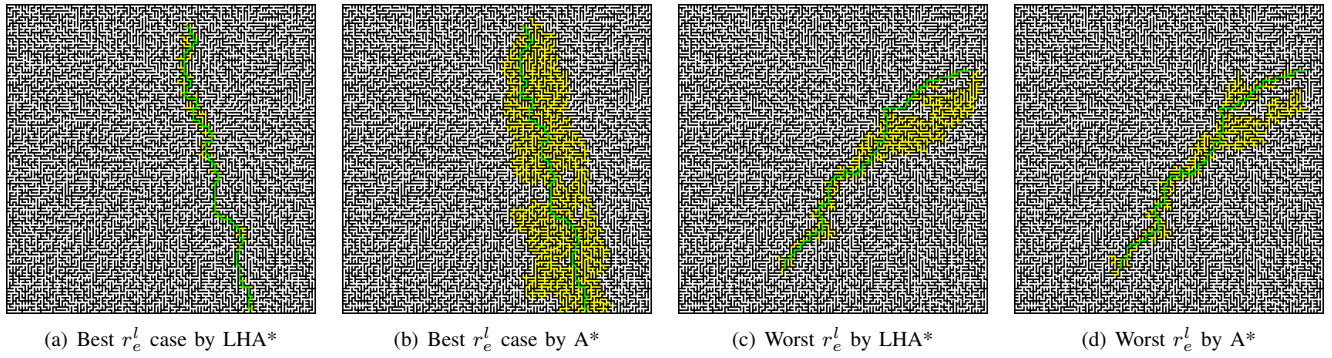 (a) Best $r_e^l$ case by LHA*
(b) Best $r_e^l$ case by A*
(c) Worst $r_e^l$ by LHA*
(d) Worst $r_e^l$ by A*